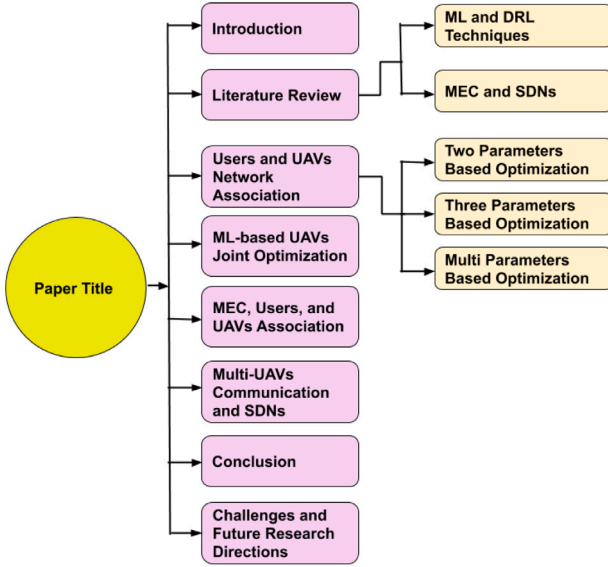 Paper Title
Introduction
Literature Review
Users and UAVs
Network
Association
ML-based UAVs
Joint Optimization
MEC, Users, and
UAVs Association
Multi-UAVs
Communication
and SDNs
Conclusion
Challenges and
Future Research
Directions
ML and DRL
Techniques
MEC and SDNs
Two Parameters
Based Optimization
Three Parameters
Based Optimization
Multi Parameters
Based Optimization